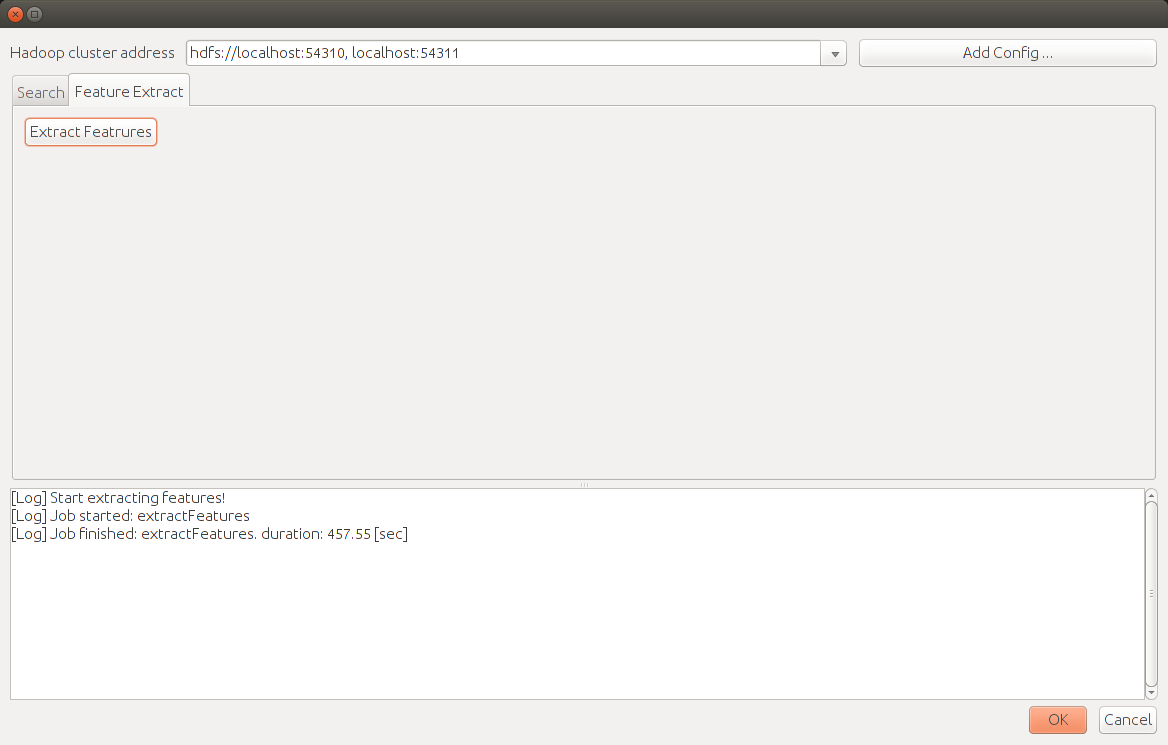 Hadoop cluster address hdfs://localhost:54310, localhost:54311 Add Config ...
Search Feature Extract
Extract Featrures
[Log] Start extracting features!
[Log] Job started: extractFeatures
[Log] Job finished: extractFeatures. duration: 457.55 [sec]
OK Cancel